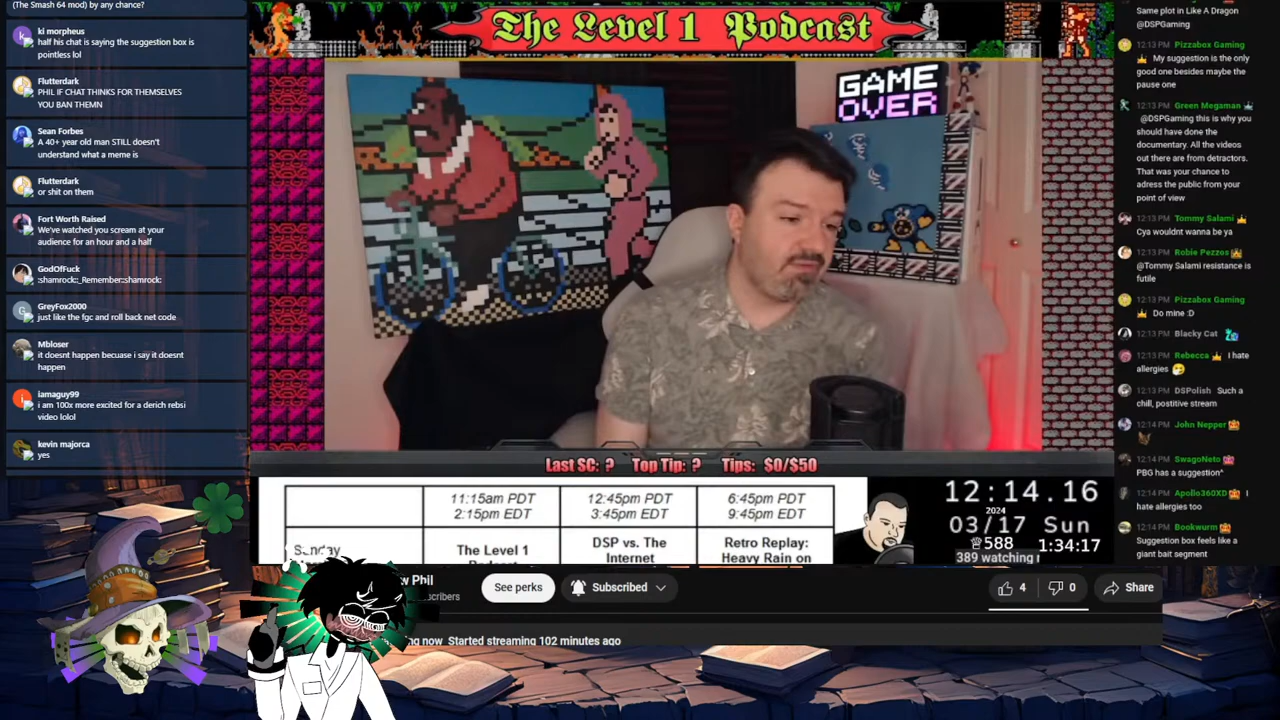 (The Smash 64 mod) by any chance?
ki morpheus
half his chat is saying the suggestion box is
pointless lol
Flutterdark
PHIL IF CHAT THINKS FOR THEMSELVES
YOU BAN THEMN
Sean Forbes
A 40+ year old man STILL doesn't
understand what a meme is
Flutterdark
or shit on them
Fort Worth Raised
We've watched you scream at your
audience for an hour and a half
GodOfFuck
:shamrock:_Remember:shamrock:
GreyFox2000
just like the fgc and roll back net code
Mbloser
it doesnt happen becuase i say it doesnt
happen
iamaguy99
i am 100x more excited for a derich rebsi
video lolol
kevin majorca
yes
The Level 1 Podcast
GAME
OVER
Last SC: ? Top Tip: ? Tips: $0/$50
11:15am PDT
2:15pm EDT
12:45pm PDT
3:45pm EDT
6:45pm PDT
9:45pm EDT
Sunday
The Level 1
DSP vs. The
Internet
Retro Replay:
Heavy Rain on
12:14.16
2024
03/17 Sun
588 1:34:17
389 watching
Phil
See perks
Subscribed
4
0
Share
now Started streaming 102 minutes ago
Same plot in Like A Dragon
@DSPGaming
12:13 PM Pizzabox Gaming
My suggestion is the only
good one besides maybe the
pause one
12:13 PM Green Megaman
@DSPGaming this is why you
should have done the
documentary. All the videos
out there are from detractors.
That was your chance to
adress the public from your
point of view
12:13 PM Tommy Salami
Cya wouldnt wanna be ya
12:13 PM Robie Pezzos
@Tommy Salami resistance is
futile
12:13 PM Pizzabox Gaming
Do mine :D
12:13 PM Blacky Cat
12:13 PM Rebecca I hate
allergies
12:13 PM DSPolish Such a
chill, postitive stream
12:14 PM John Nepper
12:14 PM SwagoNeto
PBG has a suggestion^
12:14 PM Apollo360XD I
hate allergies too
12:14 PM Bookwurm
Suggestion box feels like a
giant bait segment